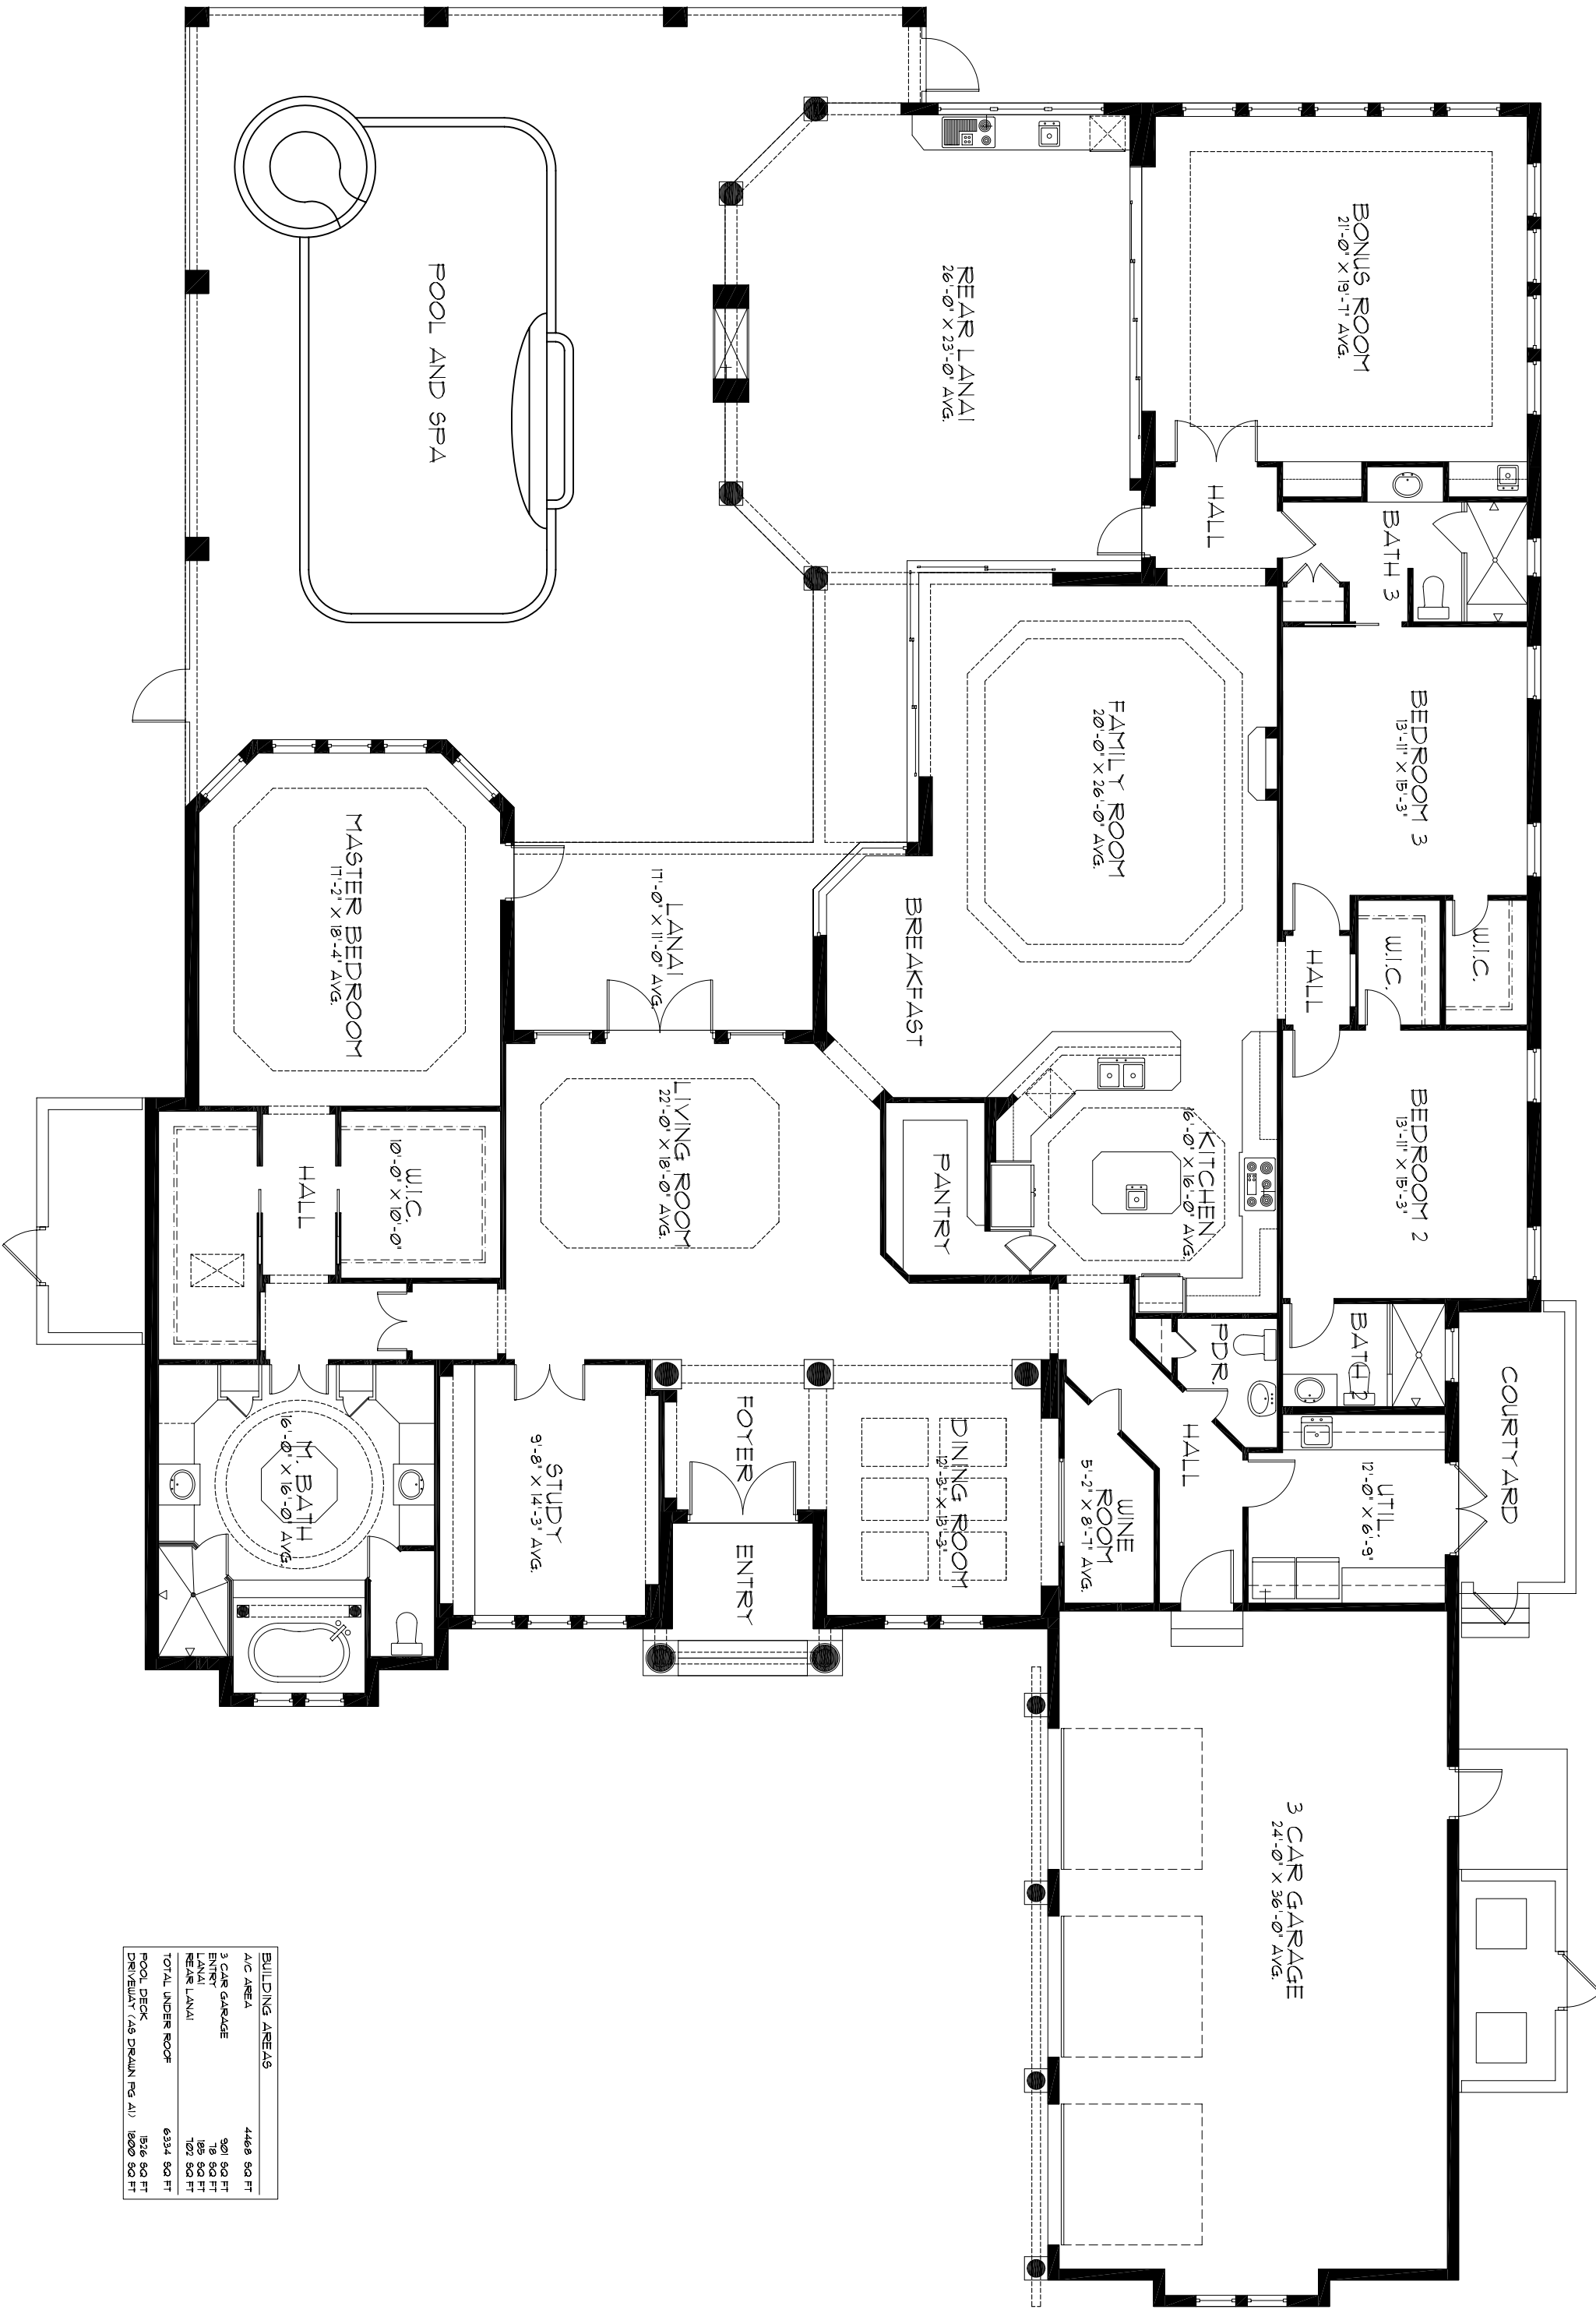 BONUS ROOM
21'-0" X 19'-7" AVG.
REAR LANAI
26'-0" X 23'-0" AVG.
POOL AND SPA
HALL
BATH 3
BEDROOM 3
13'-11" X 15'-3"
FAMILY ROOM
20'-0" X 26'-0" AVG.
MASTER BEDROOM
17'-2" X 18'-4" AVG.
LANAI
17'-0" X 11'-0" AVG.
BREAKFAST
W.I.C.
W.I.C.
HALL
BEDROOM 2
13'-11" X 15'-3"
KITCHEN
16'-0" X 16'-0" AVG.
PANTRY
LIVING ROOM
22'-0" X 18'-0" AVG.
W.I.C.
10'-0" X 10'-0"
HALL
BATH 2
PDR.
COURTYARD
HALL
UTIL.
12'-0" X 6'-9"
WINE
ROOM
5'-2" X 8'-7" AVG.
DINING ROOM
12'-3" X 13'-3"
FOYER
ENTRY
STUDY
9'-8" X 14'-3" AVG.
M. BATH
16'-0" X 16'-0" AVG.
3 CAR GARAGE
24'-0" X 36'-0" AVG.
BUILDING AREAS
A/C AREA 4468 SQ FT
3 CAR GARAGE 901 SQ FT
ENTRY 78 SQ FT
LANAI 185 SQ FT
REAR LANAI 702 SQ FT
TOTAL UNDER ROOF 6334 SQ FT
POOL DECK 1526 SQ FT
DRIVEWAY (AS DRAWN PG A1) 1800 SQ FT